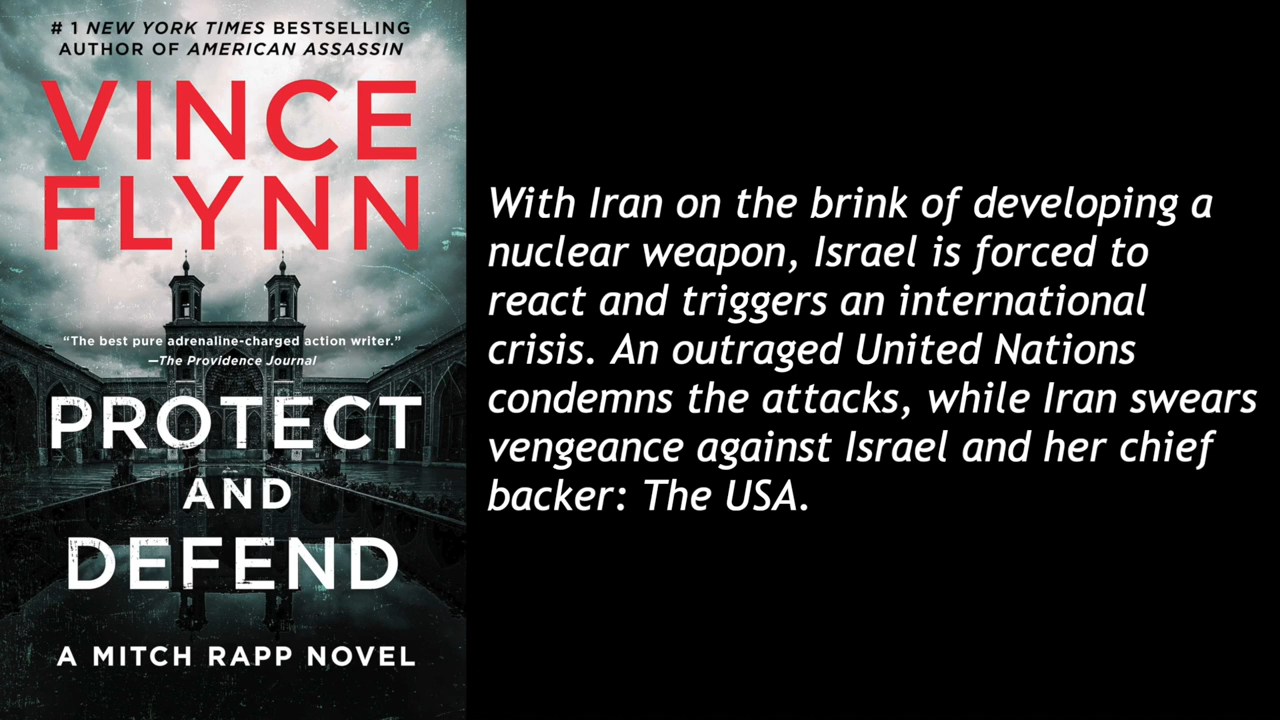 # 1 NEW YORK TIMES BESTSELLING
AUTHOR OF AMERICAN ASSASSIN
VINCE
FLYNN
“The best pure adrenaline-charged action writer.”
—The Providence Journal
PROTECT
AND
DEFEND
A MITCH RAPP NOVEL
With Iran on the brink of developing a
nuclear weapon, Israel is forced to
react and triggers an international
crisis. An outraged United Nations
condemns the attacks, while Iran swears
vengeance against Israel and her chief
backer: The USA.